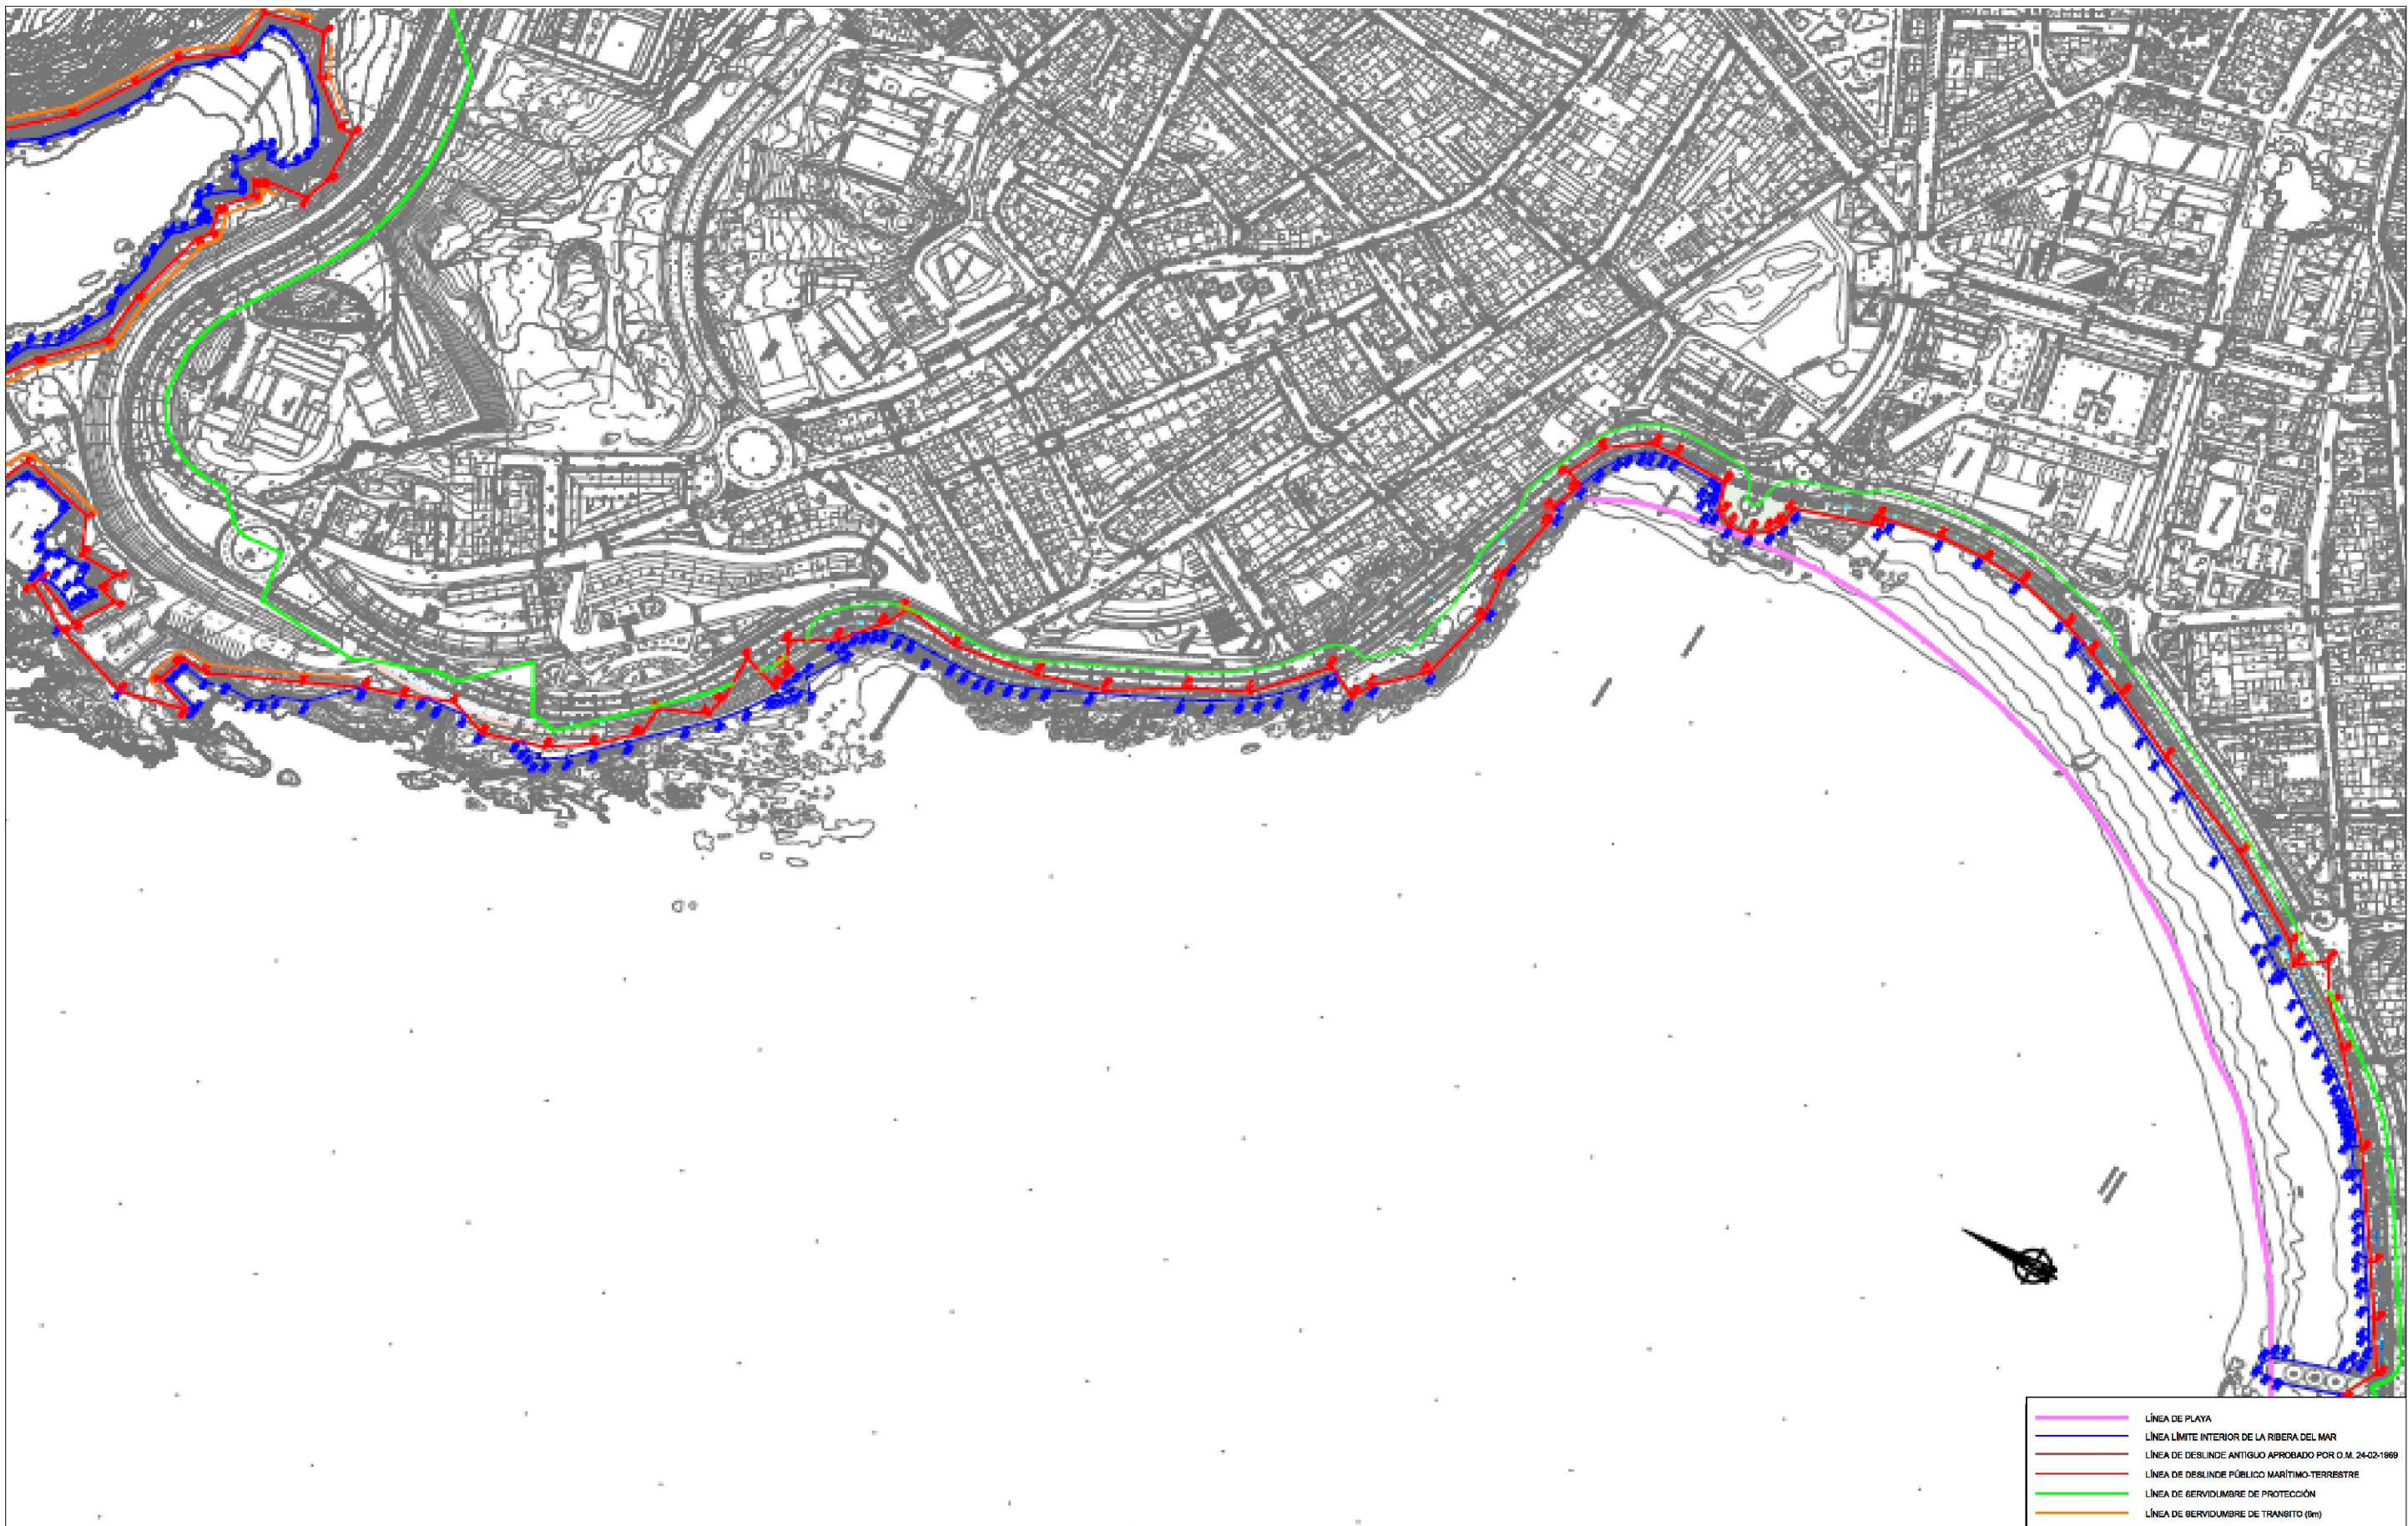 LÍNEA DE PLAYA
LÍNEA LÍMITE INTERIOR DE LA RIBERA DEL MAR
LÍNEA DE DESLINDE ANTIGUO APROBADO POR O.M. 24-02-1969
LÍNEA DE DESLINDE PÚBLICO MARÍTIMO-TERRESTRE
LÍNEA DE SERVIDUMBRE DE PROTECCIÓN
LÍNEA DE SERVIDUMBRE DE TRANSITO (6m)